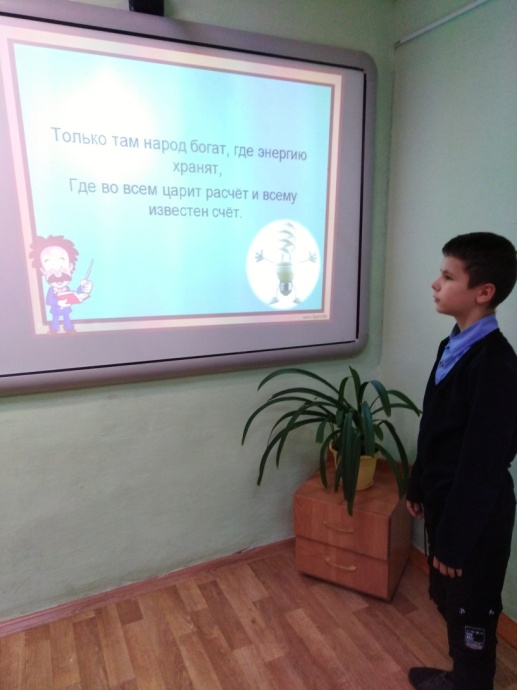 Только там народ богат, где энергию
хранят,
Где во всем царит расчёт и всему
известен счёт.